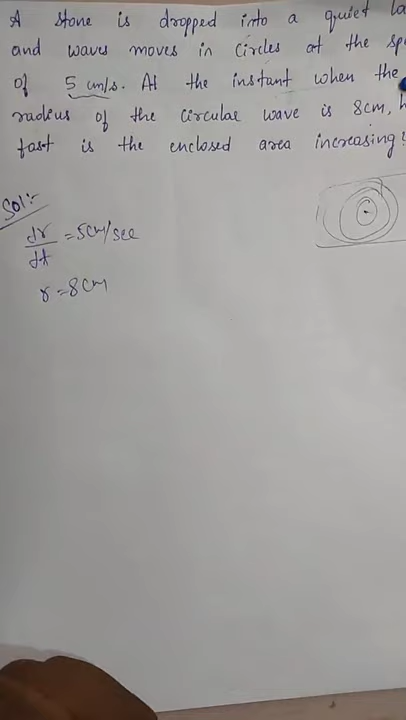 A stone is dropped into a quiet
and waves moves in circles at the
of 5 cm/s. At the instant when the
radius of the circular wave is 8cm,
fast is the enclosed area increasing?
Sol:-
dr/dt = 5cm/sec
r=8cm